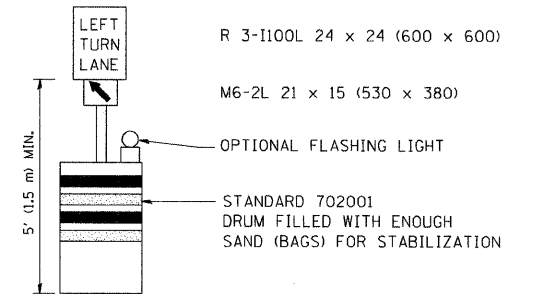 LEFT
TURN
LANE
R 3-I100L 24 x 24 (600 x 600)
M6-2L 21 x 15 (530 x 380)
OPTIONAL FLASHING LIGHT
5' (1.5 m) MIN.
STANDARD 702001
DRUM FILLED WITH ENOUGH
SAND (BAGS) FOR STABILIZATION